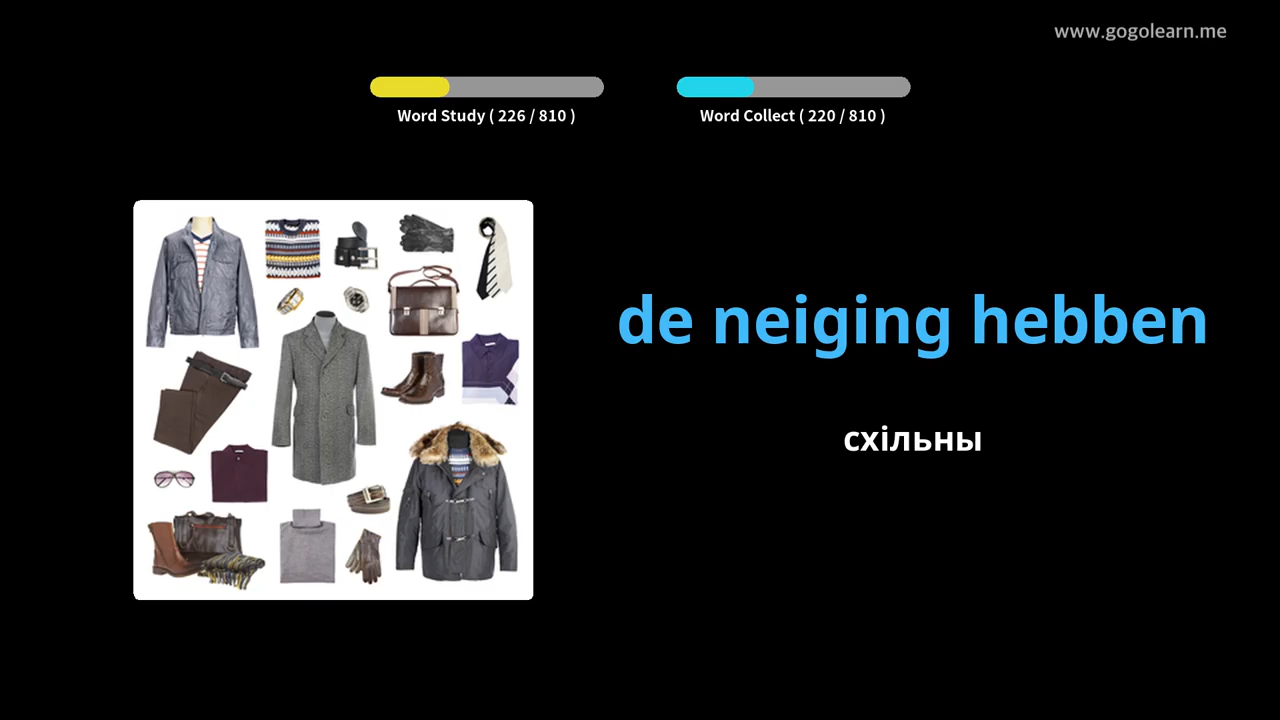 www.gogolearn.me
Word Study ( 226 / 810 )
Word Collect ( 220 / 810 )
de neiging hebben
схільны